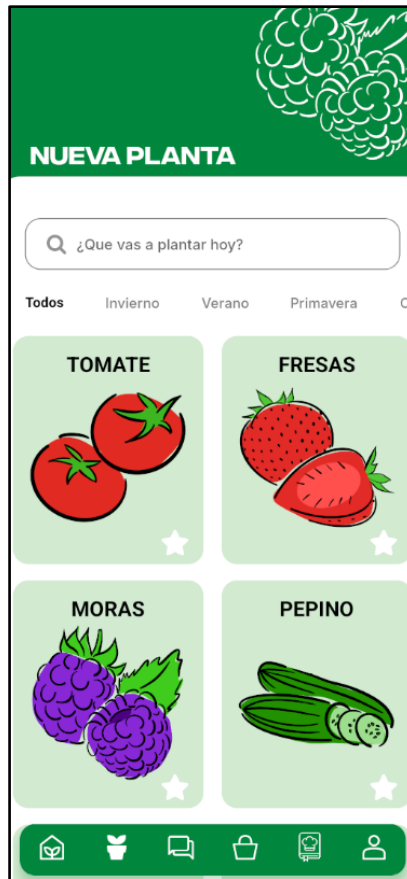 NUEVA PLANTA
¿Que vas a plantar hoy?
Todos Invierno Verano Primavera
TOMATE FRESAS
MORAS PEPINO